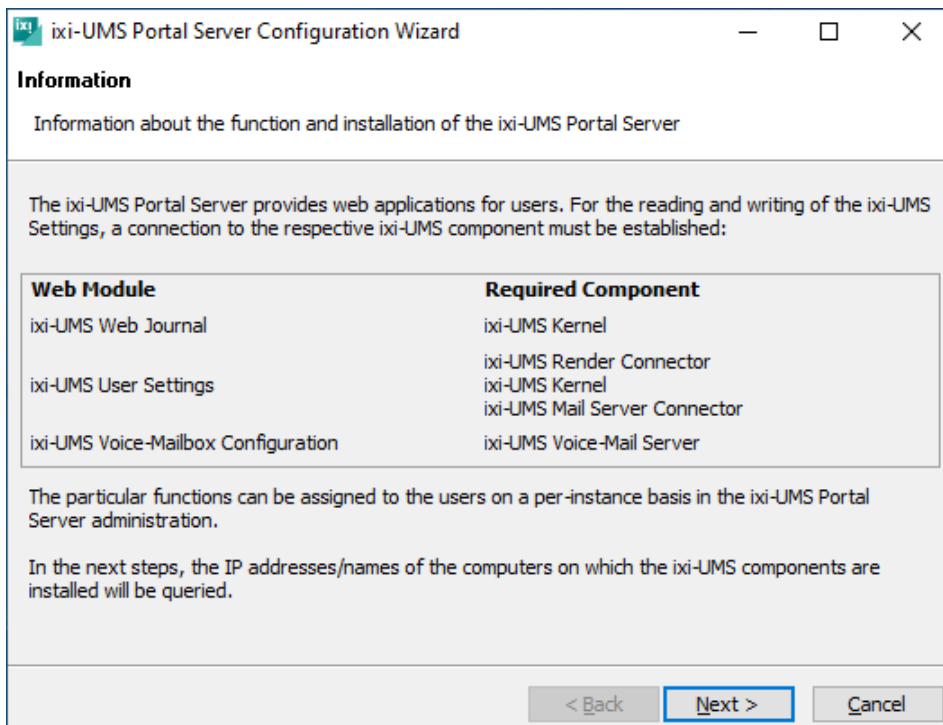 ixi-UMS Portal Server Configuration Wizard
Information
Information about the function and installation of the ixi-UMS Portal Server
The ixi-UMS Portal Server provides web applications for users. For the reading and writing of the ixi-UMS
Settings, a connection to the respective ixi-UMS component must be established:
Web Module Required Component
ixi-UMS Web Journal ixi-UMS Kernel
ixi-UMS Render Connector
ixi-UMS User Settings ixi-UMS Kernel
ixi-UMS Mail Server Connector
ixi-UMS Voice-Mailbox Configuration ixi-UMS Voice-Mail Server
The particular functions can be assigned to the users on a per-instance basis in the ixi-UMS Portal
Server administration.
In the next steps, the IP addresses/names of the computers on which the ixi-UMS components are
installed will be queried.
< Back Next > Cancel